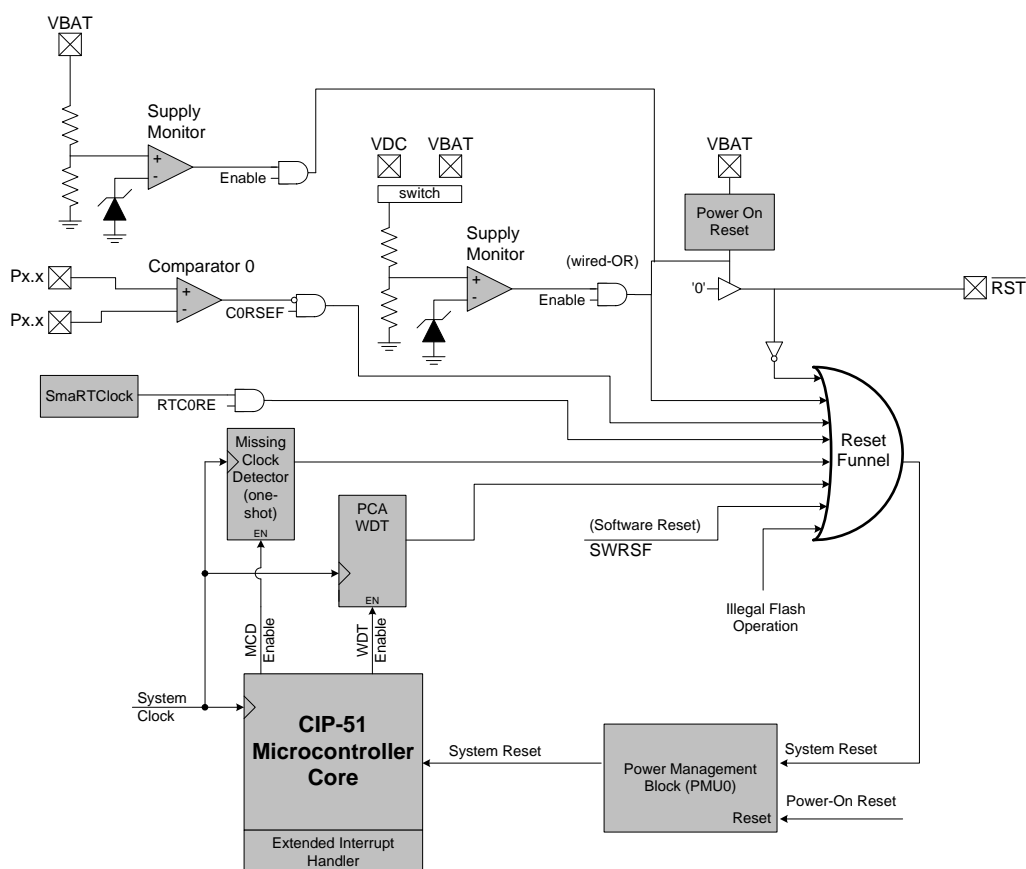 VBAT
Supply
Monitor
+
-
Enable
VDC
VBAT
switch
Supply
Monitor
+
-
Enable
(wired-OR)
VBAT
Power On
Reset
'0'
RST
Px.x
Px.x
Comparator 0
+
-
C0RSEF
SmaRTClock
RTC0RE
Missing
Clock
Detector
(one-
shot)
EN
PCA
WDT
EN
(Software Reset)
SWRSF
Reset
Funnel
Illegal Flash
Operation
MCD
Enable
WDT
Enable
System
Clock
CIP-51
Microcontroller
Core
Extended Interrupt
Handler
System Reset
Power Management
Block (PMU0)
Reset
System Reset
Power-On Reset